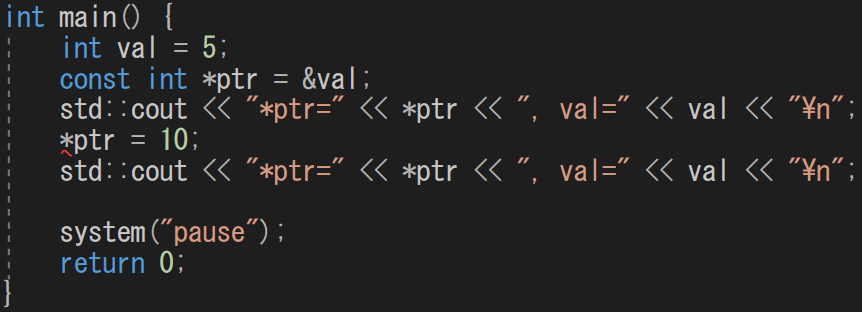 int main() {
    int val = 5;
    const int *ptr = &val;
    std::cout << "*ptr=" << *ptr << ", val=" << val << "¥n";
    *ptr = 10;
    std::cout << "*ptr=" << *ptr << ", val=" << val << "¥n";
    system("pause");
    return 0;
}